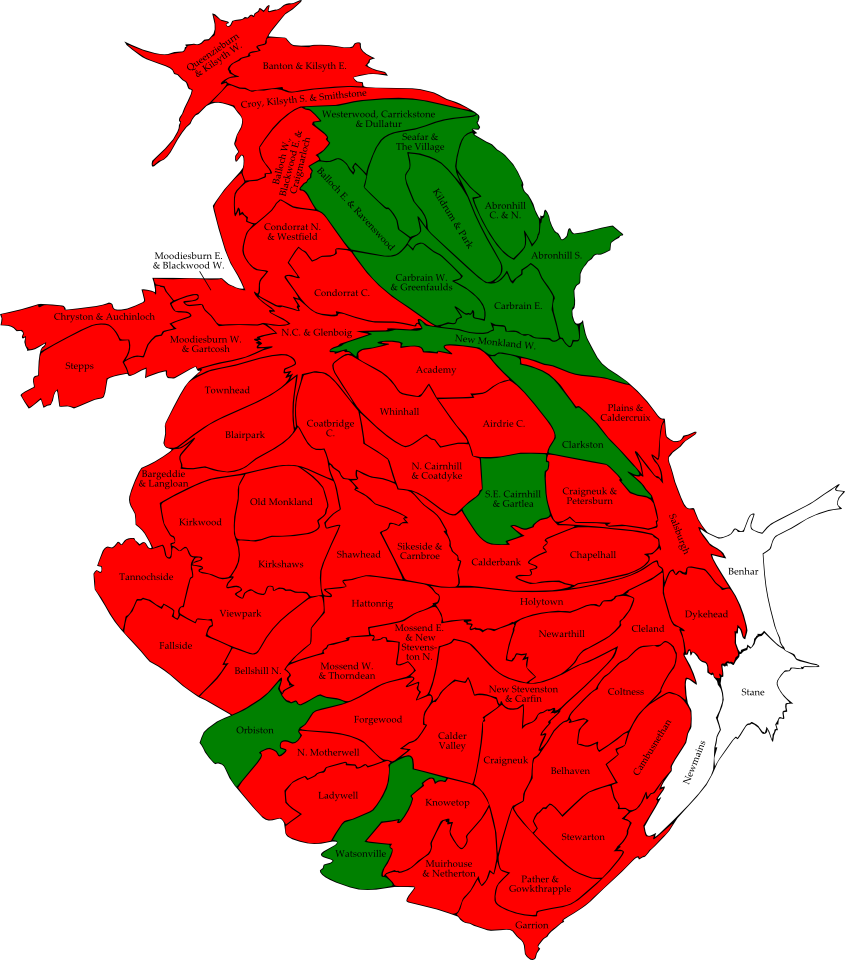 Queenzieburn
& Kilsyth W.
Banton & Kilsyth E.
Croy, Kilsyth S. & Smithstone
Westerwood, Carrickstone
& Dullatur
Seafar &
The Village
Balloch W.,
Blackwood E. &
Craigmarloch
Balloch E. & Ravenswood
Kildrum & Park
Abronhill
C. & N.
Condorrat N.
& Westfield
Abronhill S.
Moodiesburn E.
& Blackwood W.
Carbrain W.
& Greenfaulds
Condorrat C.
Carbrain E.
Chryston & Auchinloch
N.C. & Glenboig
Moodiesburn W.
& Gartcosh
New Monkland W.
Stepps
Academy
Townhead
Whinhall
Plains &
Caldercruix
Coatbridge
C.
Airdrie C.
Blairpark
Clarkston
N. Cairnhill
& Coatdyke
Bargeddie
& Langloan
S.E. Cairnhill
& Gartlea
Craigneuk &
Petersburn
Old Monkland
Kirkwood
Salsburgh
Sikeside &
Carnbroe
Shawhead
Chapelhall
Calderbank
Kirkshaws
Benhar
Tannochside
Hattonrig
Holytown
Viewpark
Dykehead
Mossend E.
& New
Stevens-
ton N.
Newarthill
Cleland
Fallside
Bellshill N.
Mossend W.
& Thorndean
New Stevenston
& Carfin
Coltness
Stane
Forgewood
Orbiston
Calder
Valley
Cambusnethan
N. Motherwell
Craigneuk
Newmains
Belhaven
Ladywell
Knowetop
Stewarton
Watsonville
Muirhouse
& Netherton
Pather &
Gowkthrapple
Garrion